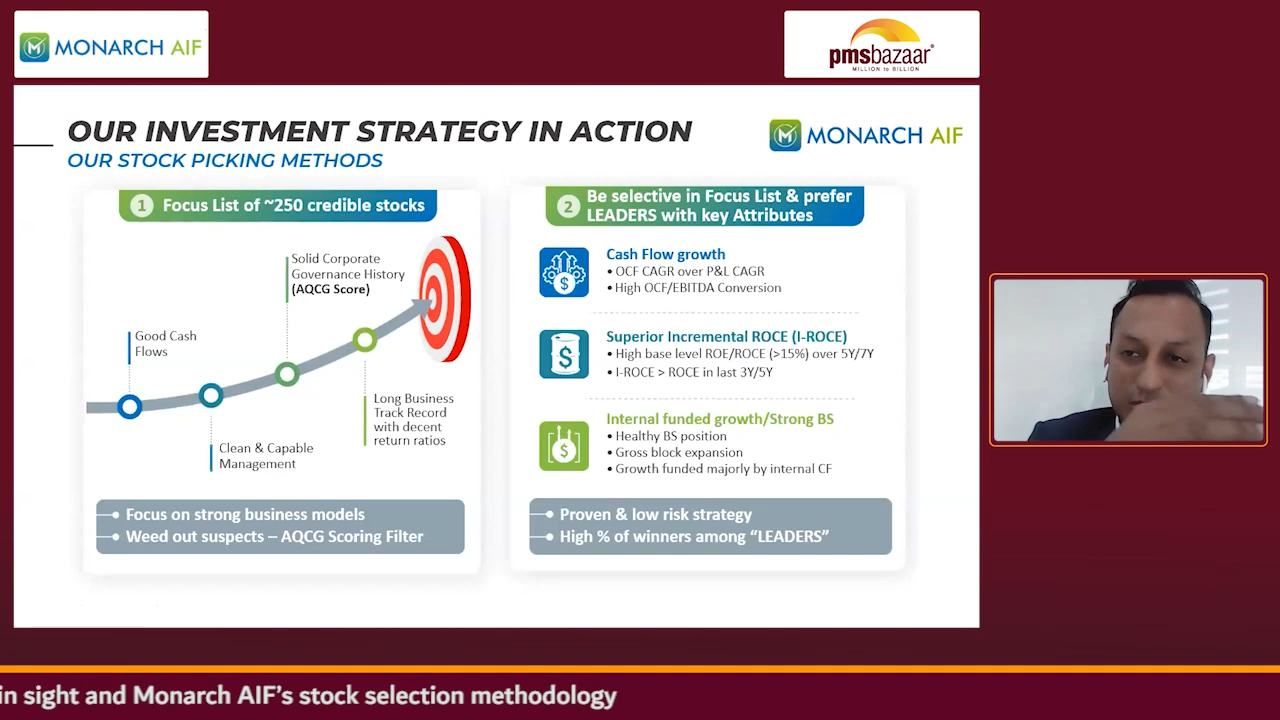 MONARCH AIF
pmsbazaar
MILLION to BILLION
OUR INVESTMENT STRATEGY IN ACTION
OUR STOCK PICKING METHODS
MONARCH AIF
1 Focus List of ~250 credible stocks
Solid Corporate
Governance History
(AQCG Score)
Good Cash
Flows
Long Business
Track Record
with decent
return ratios
Clean & Capable
Management
• Focus on strong business models
• Weed out suspects – AQCG Scoring Filter
2 Be selective in Focus List & prefer
LEADERS with key Attributes
Cash Flow growth
• OCF CAGR over P&L CAGR
• High OCF/EBITDA Conversion
Superior Incremental ROCE (I-ROCE)
• High base level ROE/ROCE (>15%) over 5Y/7Y
• I-ROCE > ROCE in last 3Y/5Y
Internal funded growth/Strong BS
• Healthy BS position
• Gross block expansion
• Growth funded majorly by internal CF
• Proven & low risk strategy
• High % of winners among “LEADERS”
in sight and Monarch AIF’s stock selection methodology